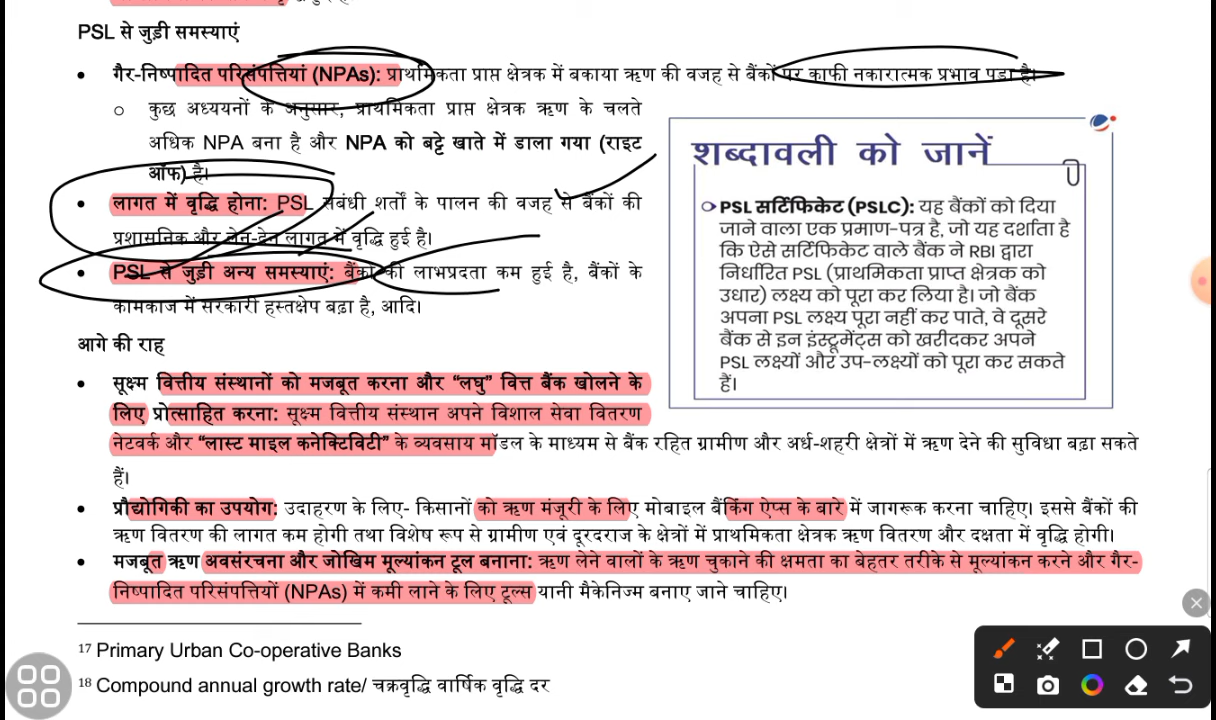 PSL से जुड़ी समस्याएं
• गैर-निष्पादित परिसंपत्तियां (NPAs): प्राथमिकता प्राप्त क्षेत्रक में बकाया ऋण की वजह से बैंकों पर काफी नकारात्मक प्रभाव पड़ा है।
○ कुछ अध्ययनों के अनुसार, प्राथमिकता प्राप्त क्षेत्रक ऋण के चलते
अधिक NPA बना है और NPA को बट्टे खाते में डाला गया (राइट
ऑफ) है।
• लागत में वृद्धि होना: PSL संबंधी शर्तों के पालन की वजह से बैंकों की
प्रशासनिक और लेन-देन लागत में वृद्धि हुई है।
• PSL से जुड़ी अन्य समस्याएं: बैंकों की लाभप्रदता कम हुई है, बैंकों के
कामकाज में सरकारी हस्तक्षेप बढ़ा है, आदि।
शब्दावली को जानें
PSL सर्टिफिकेट (PSLC): यह बैंकों को दिया
जाने वाला एक प्रमाण-पत्र है, जो यह दर्शाता है
कि ऐसे सर्टिफिकेट वाले बैंक ने RBI द्वारा
निर्धारित PSL (प्राथमिकता प्राप्त क्षेत्रक को
उधार) लक्ष्य को पूरा कर लिया है। जो बैंक
अपना PSL लक्ष्य पूरा नहीं कर पाते, वे दूसरे
बैंक से इन इंस्ट्रूमेंट्स को खरीदकर अपने
PSL लक्ष्यों और उप-लक्ष्यों को पूरा कर सकते
हैं।
आगे की राह
• सूक्ष्म वित्तीय संस्थानों को मजबूत करना और “लघु” वित्त बैंक खोलने के
लिए प्रोत्साहित करना: सूक्ष्म वित्तीय संस्थान अपने विशाल सेवा वितरण
नेटवर्क और “लास्ट माइल कनेक्टिविटी” के व्यवसाय मॉडल के माध्यम से बैंक रहित ग्रामीण और अर्ध-शहरी क्षेत्रों में ऋण देने की सुविधा बढ़ा सकते
हैं।
• प्रौद्योगिकी का उपयोग: उदाहरण के लिए- किसानों को ऋण मंजूरी के लिए मोबाइल बैंकिंग ऐप्स के बारे में जागरूक करना चाहिए। इससे बैंकों की
ऋण वितरण की लागत कम होगी तथा विशेष रूप से ग्रामीण एवं दूरदराज के क्षेत्रों में प्राथमिकता क्षेत्रक ऋण वितरण और दक्षता में वृद्धि होगी।
• मजबूत ऋण अवसंरचना और जोखिम मूल्यांकन टूल बनाना: ऋण लेने वालों के ऋण चुकाने की क्षमता का बेहतर तरीके से मूल्यांकन करने और गैर-
निष्पादित परिसंपत्तियों (NPAs) में कमी लाने के लिए टूल्स यानी मैकेनिज्म बनाए जाने चाहिए।
17 Primary Urban Co-operative Banks
18 Compound annual growth rate/ चक्रवृद्धि वार्षिक वृद्धि दर